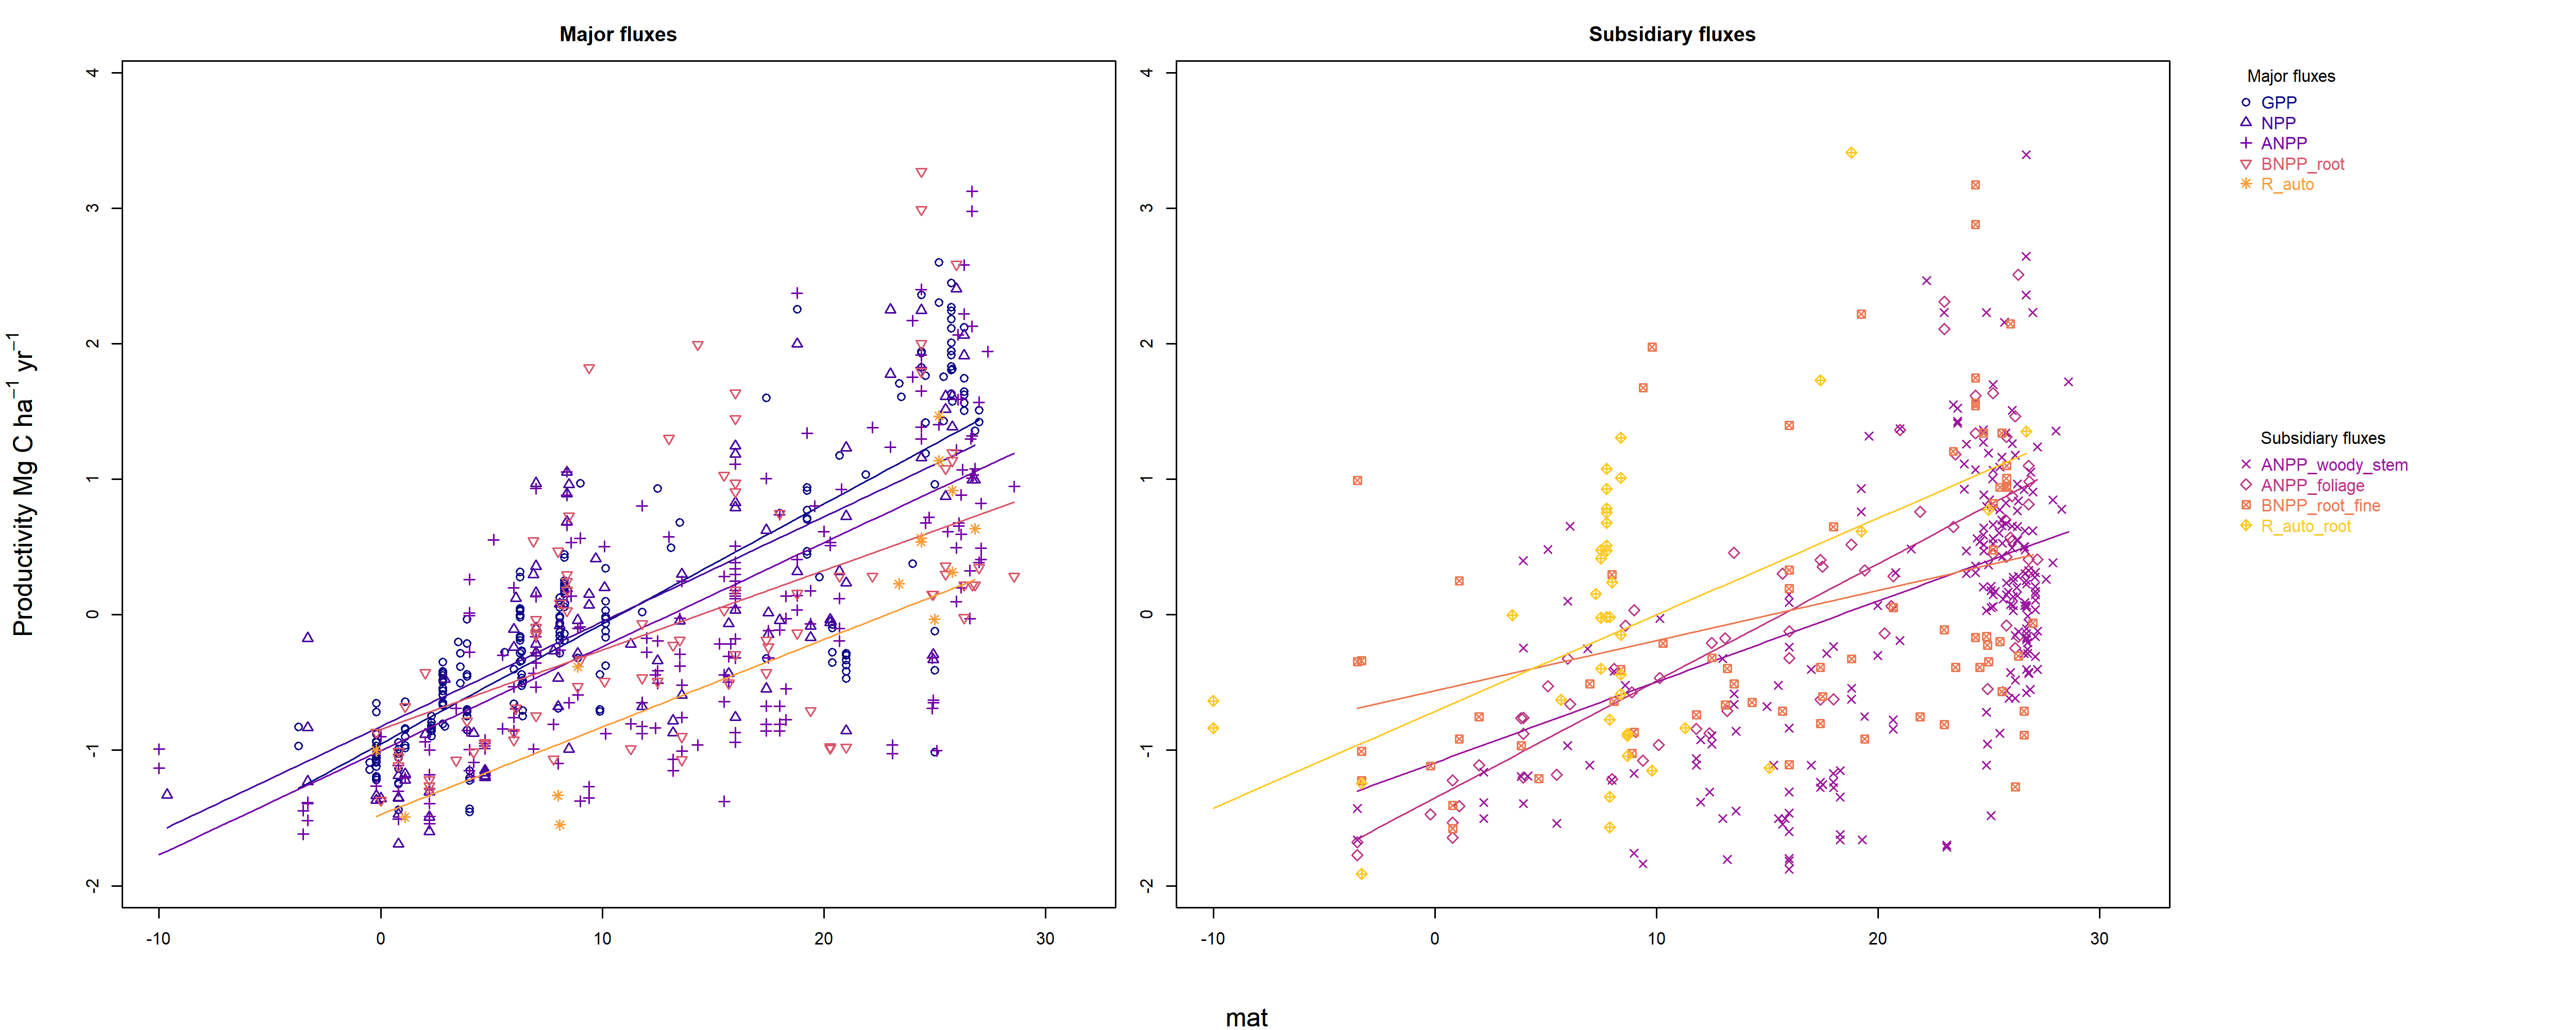 Major fluxes
Subsidiary fluxes
Productivity Mg C ha⁻¹ yr⁻¹
4
3
2
1
0
-1
-2
-10 0 10 20 30
4
3
2
1
0
-1
-2
-10 0 10 20 30
mat
Major fluxes
GPP
NPP
ANPP
BNPP_root
R_auto
Subsidiary fluxes
ANPP_woody_stem
ANPP_foliage
BNPP_root_fine
R_auto_root